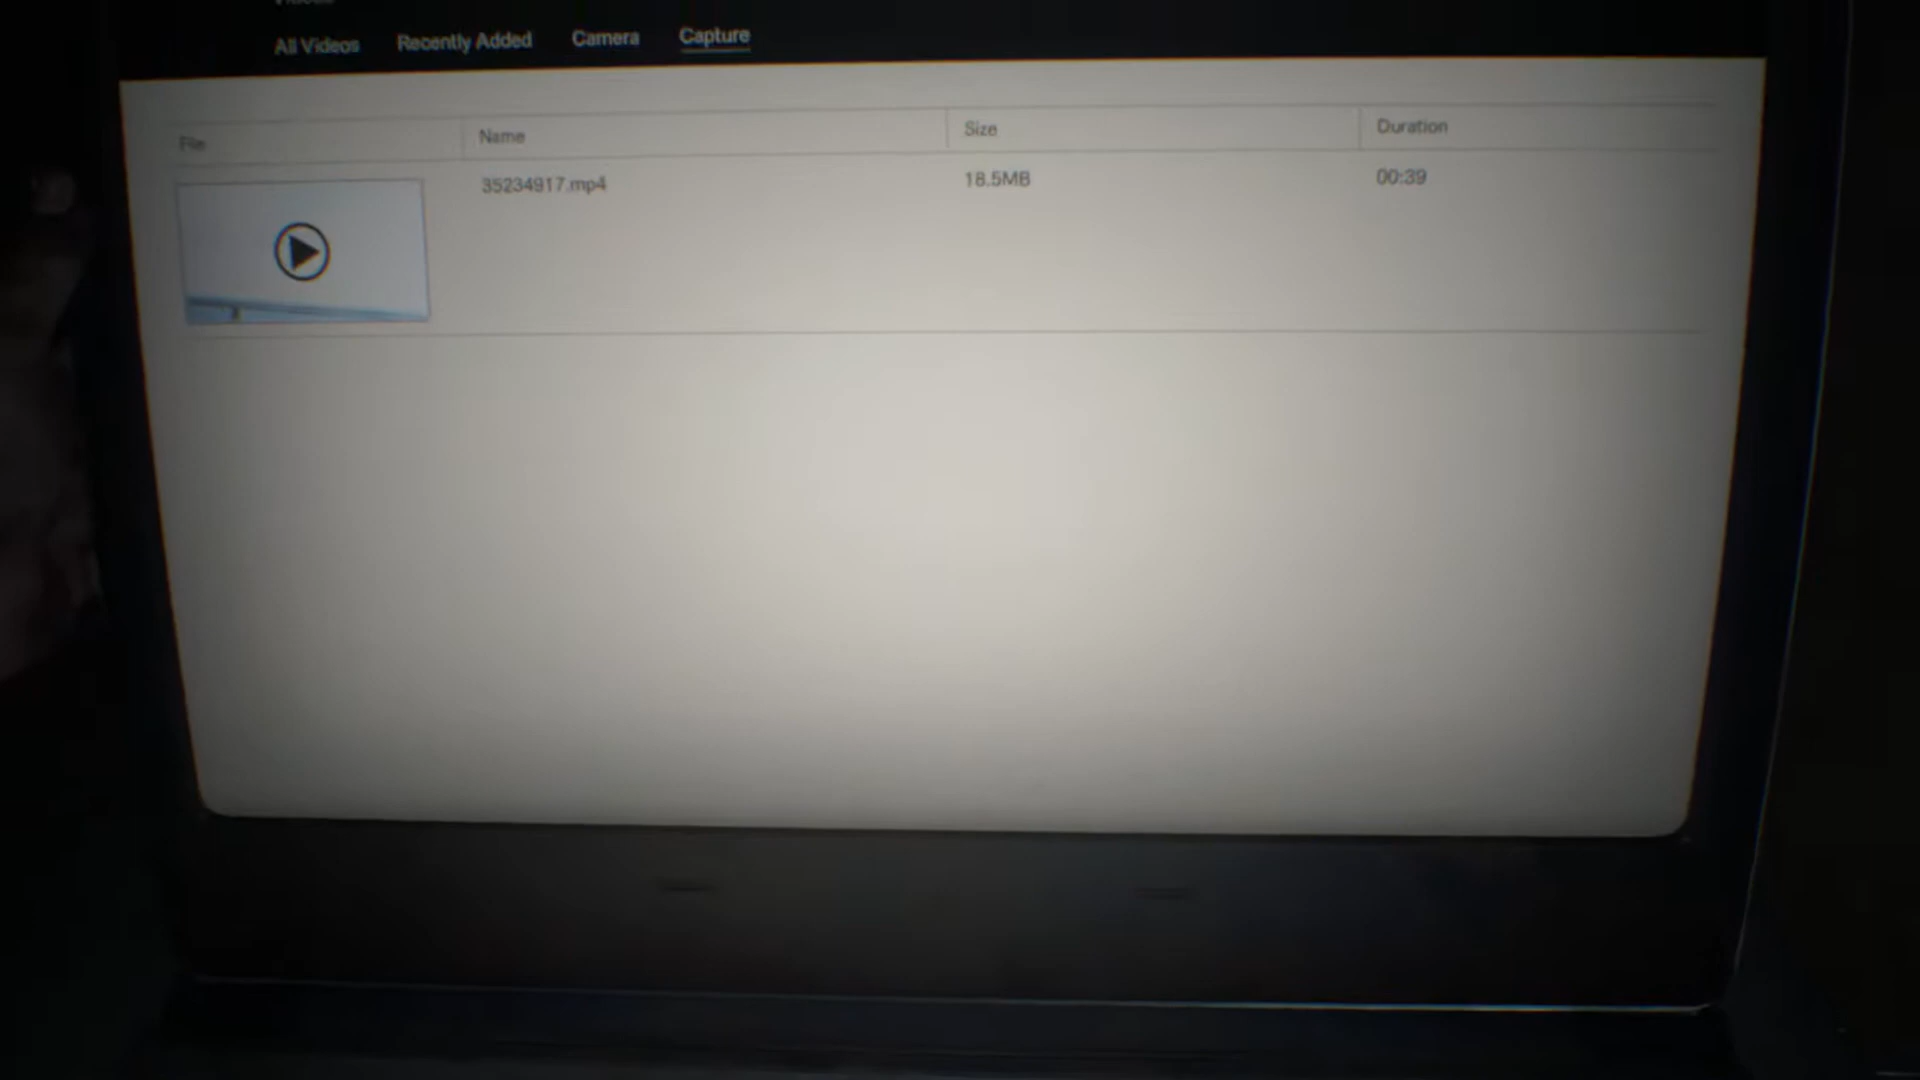 All Videos Recently Added Camera Capture
File Name Size Duration
35234917.mp4 18.5MB 00:39